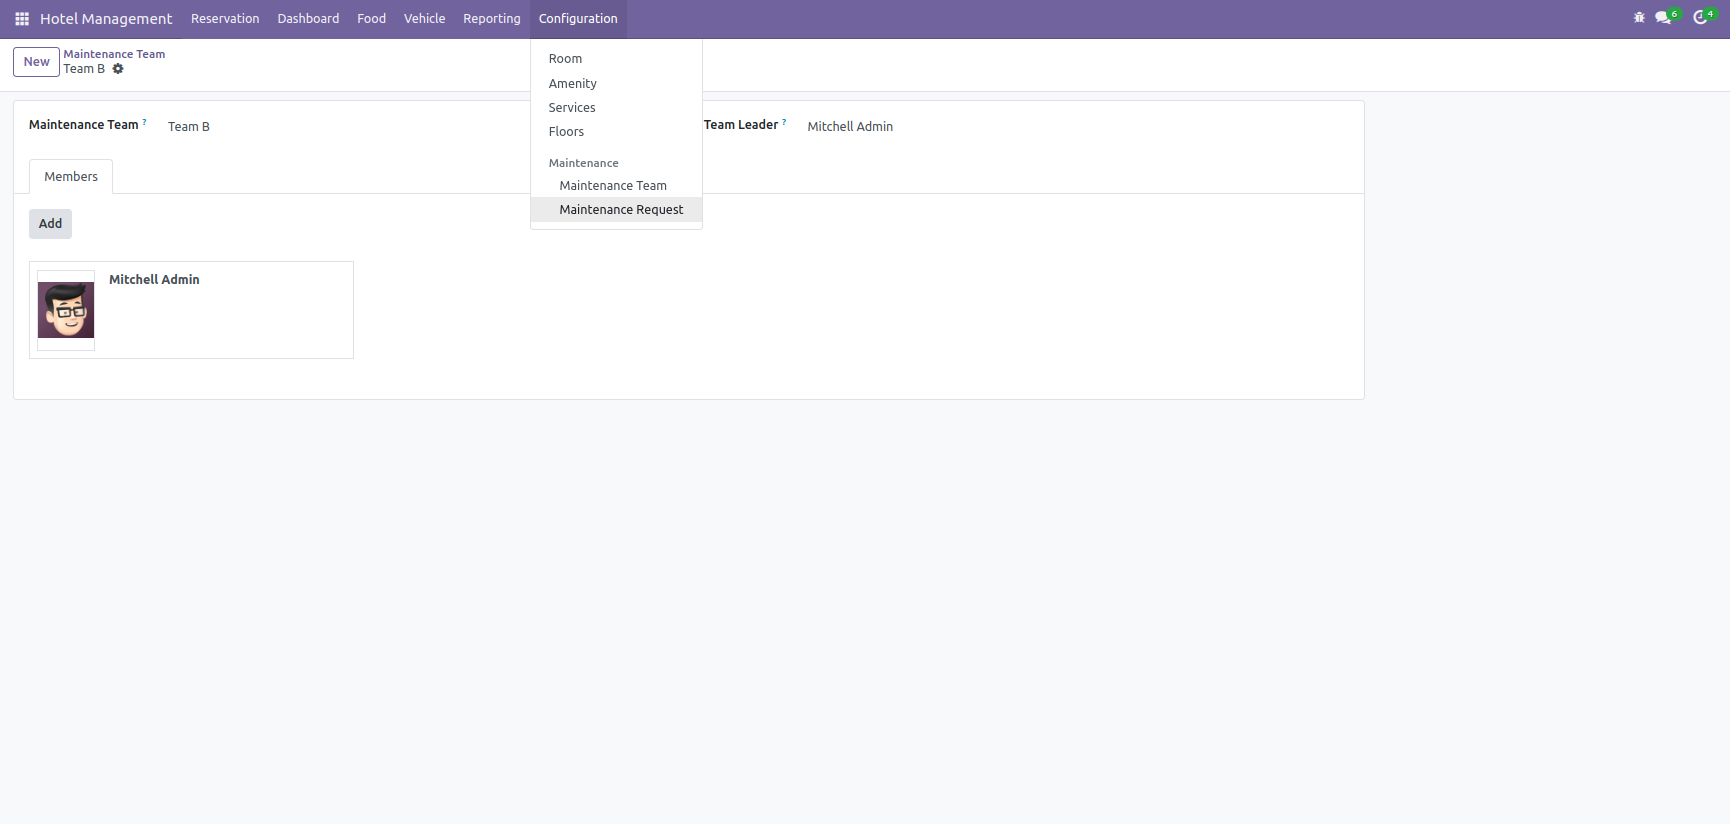 Hotel Management Reservation Dashboard Food Vehicle Reporting Configuration 6 4
New
Maintenance Team
Team B
Room
Amenity
Services
Floors
Maintenance
Maintenance Team
Maintenance Request
Maintenance Team ? Team B
Team Leader ? Mitchell Admin
Members
Add
Mitchell Admin